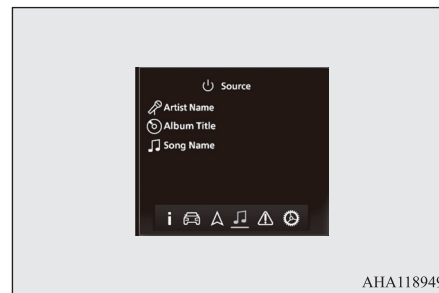 Source
Artist Name
Album Title
Song Name
i
AHA118949